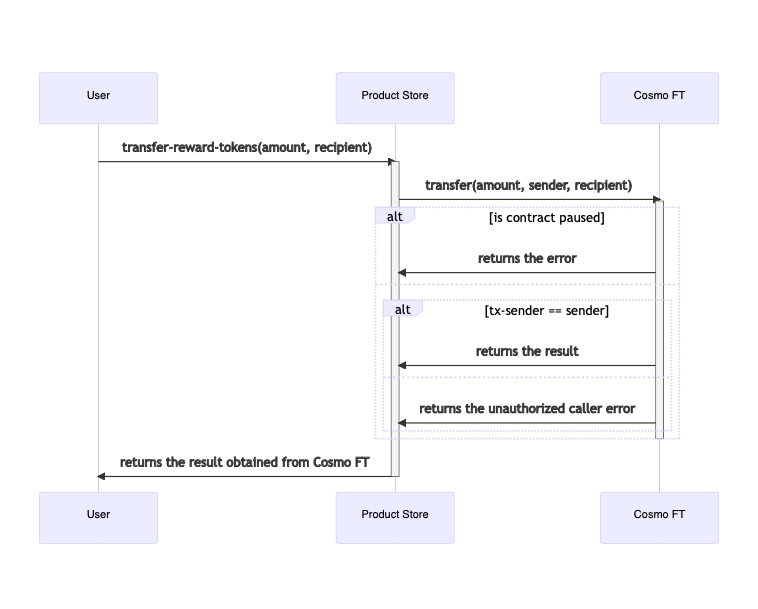 User
Product Store
Cosmo FT
transfer-reward-tokens(amount, recipient)
transfer(amount, sender, recipient)
alt
[is contract paused]
returns the error
alt
[tx-sender == sender]
returns the result
returns the unauthorized caller error
returns the result obtained from Cosmo FT
User
Product Store
Cosmo FT